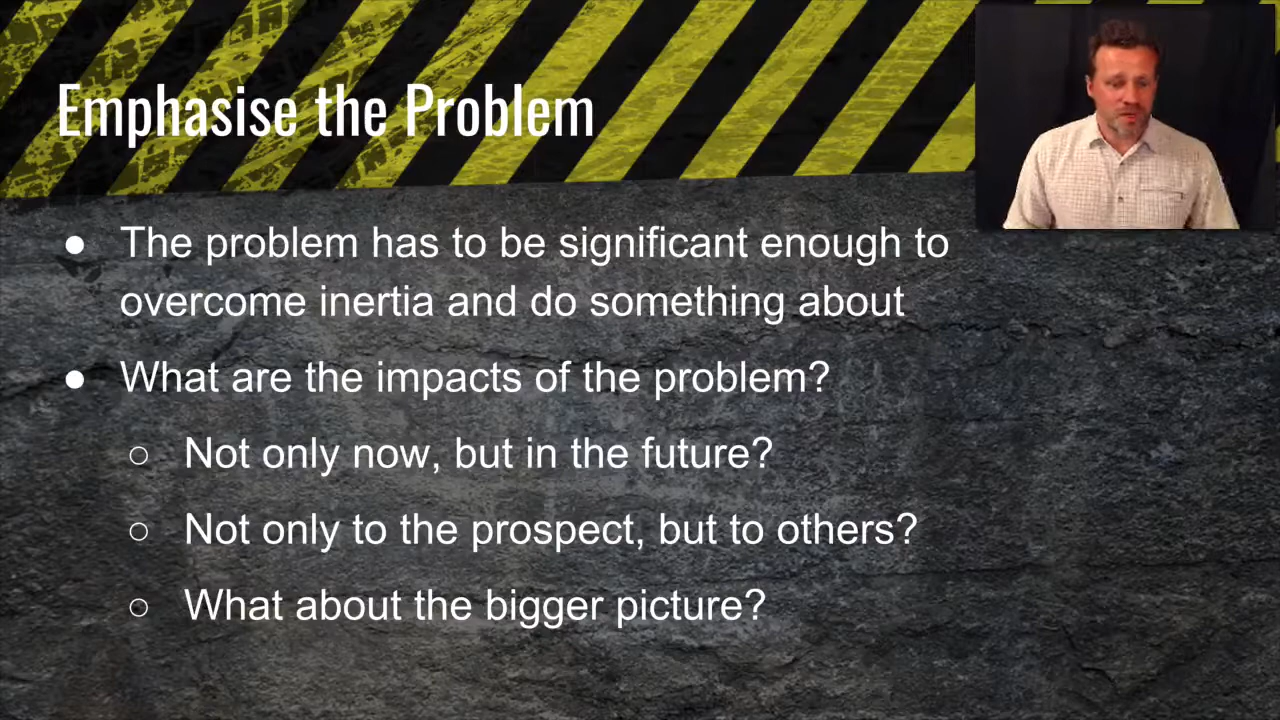 Emphasise the Problem
● The problem has to be significant enough to
overcome inertia and do something about
● What are the impacts of the problem?
○ Not only now, but in the future?
○ Not only to the prospect, but to others?
○ What about the bigger picture?